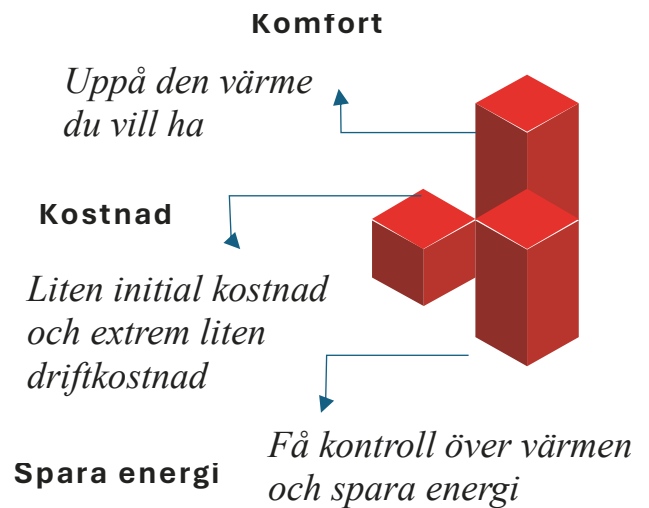 Komfort
Uppå den värme
du vill ha
Kostnad
Liten initial kostnad
och extrem liten
driftkostnad
Få kontroll över värmen
och spara energi
Spara energi